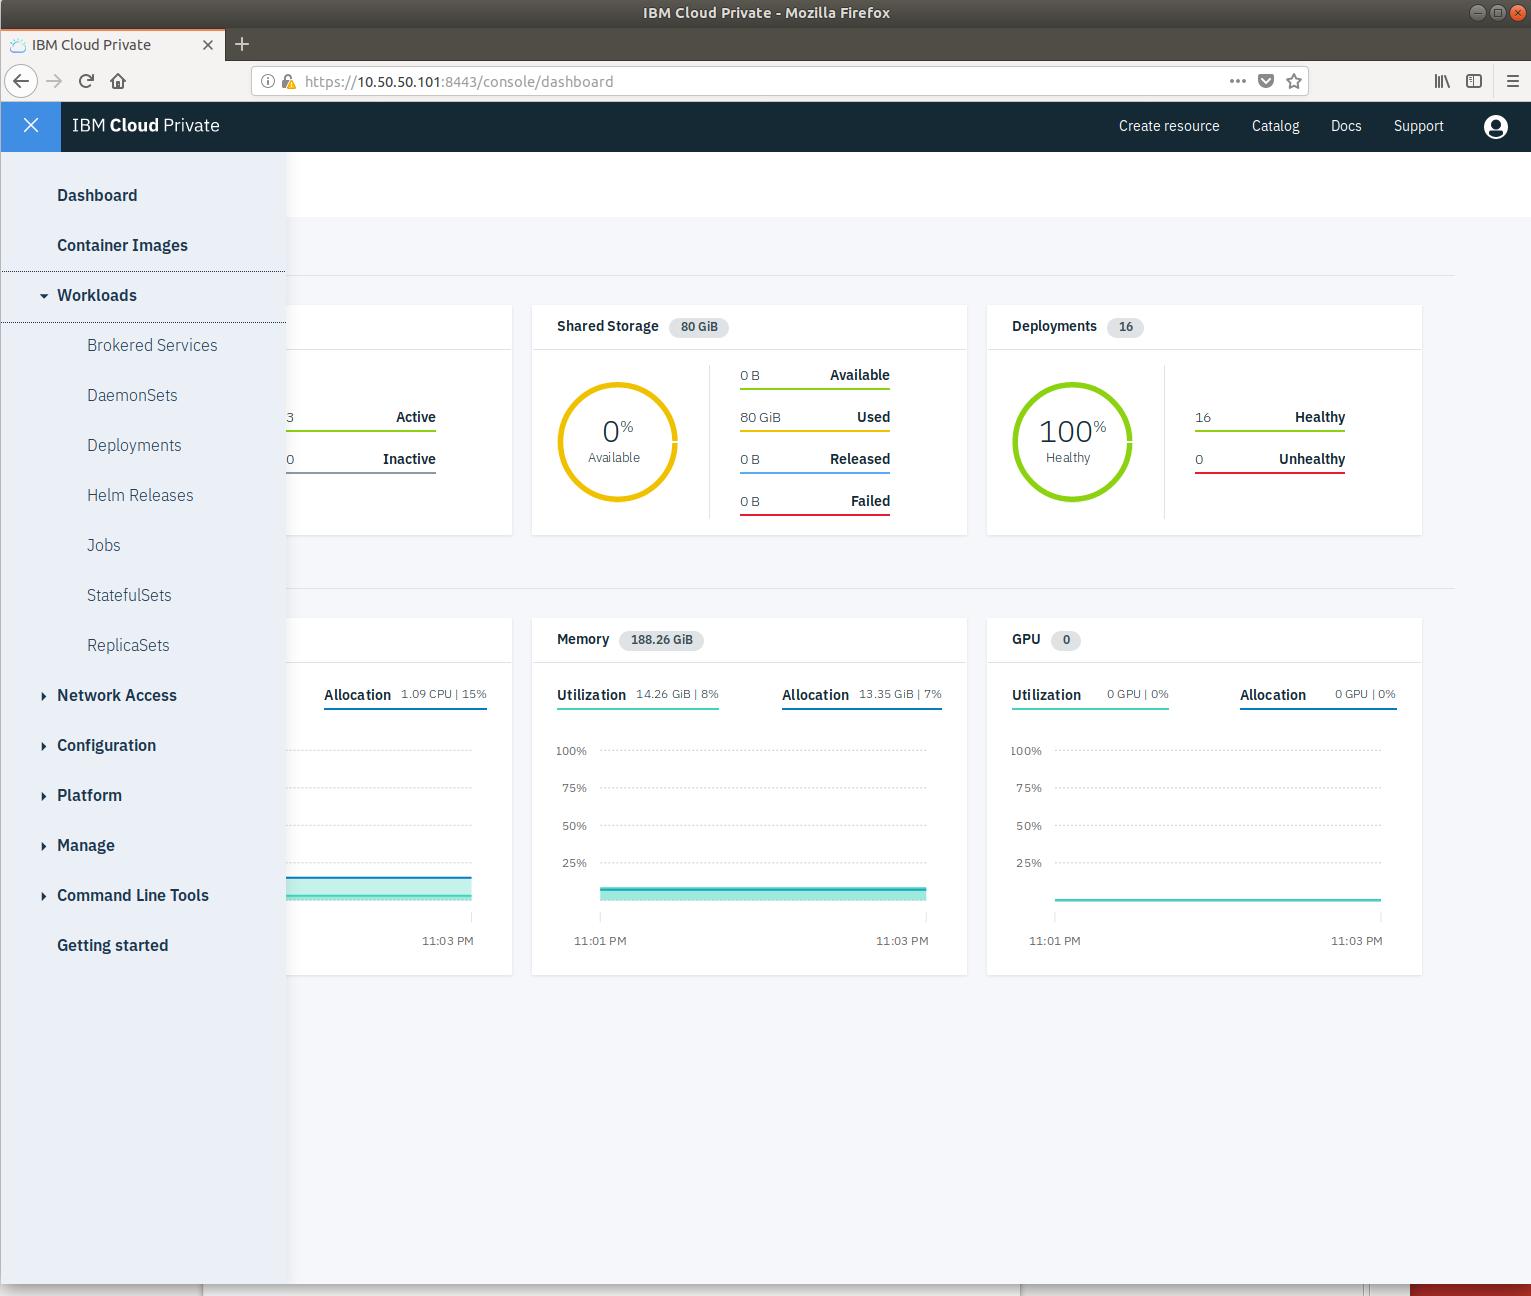 IBM Cloud Private - Mozilla Firefox
IBM Cloud Private
https://10.50.50.101:8443/console/dashboard
IBM Cloud Private
Create resource
Catalog
Docs
Support
Dashboard
Container Images
Workloads
Brokered Services
DaemonSets
Deployments
Helm Releases
Jobs
StatefulSets
ReplicaSets
Network Access
Configuration
Platform
Manage
Command Line Tools
Getting started
3 Active
0 Inactive
Shared Storage 80 GiB
0%
Available
0 B Available
80 GiB Used
0 B Released
0 B Failed
Deployments 16
100%
Healthy
16 Healthy
0 Unhealthy
Allocation 1.09 CPU | 15%
11:03 PM
Memory 188.26 GiB
Utilization 14.26 GiB | 8%
Allocation 13.35 GiB | 7%
100%
75%
50%
25%
11:01 PM
11:03 PM
GPU 0
Utilization 0 GPU | 0%
Allocation 0 GPU | 0%
100%
75%
50%
25%
11:01 PM
11:03 PM